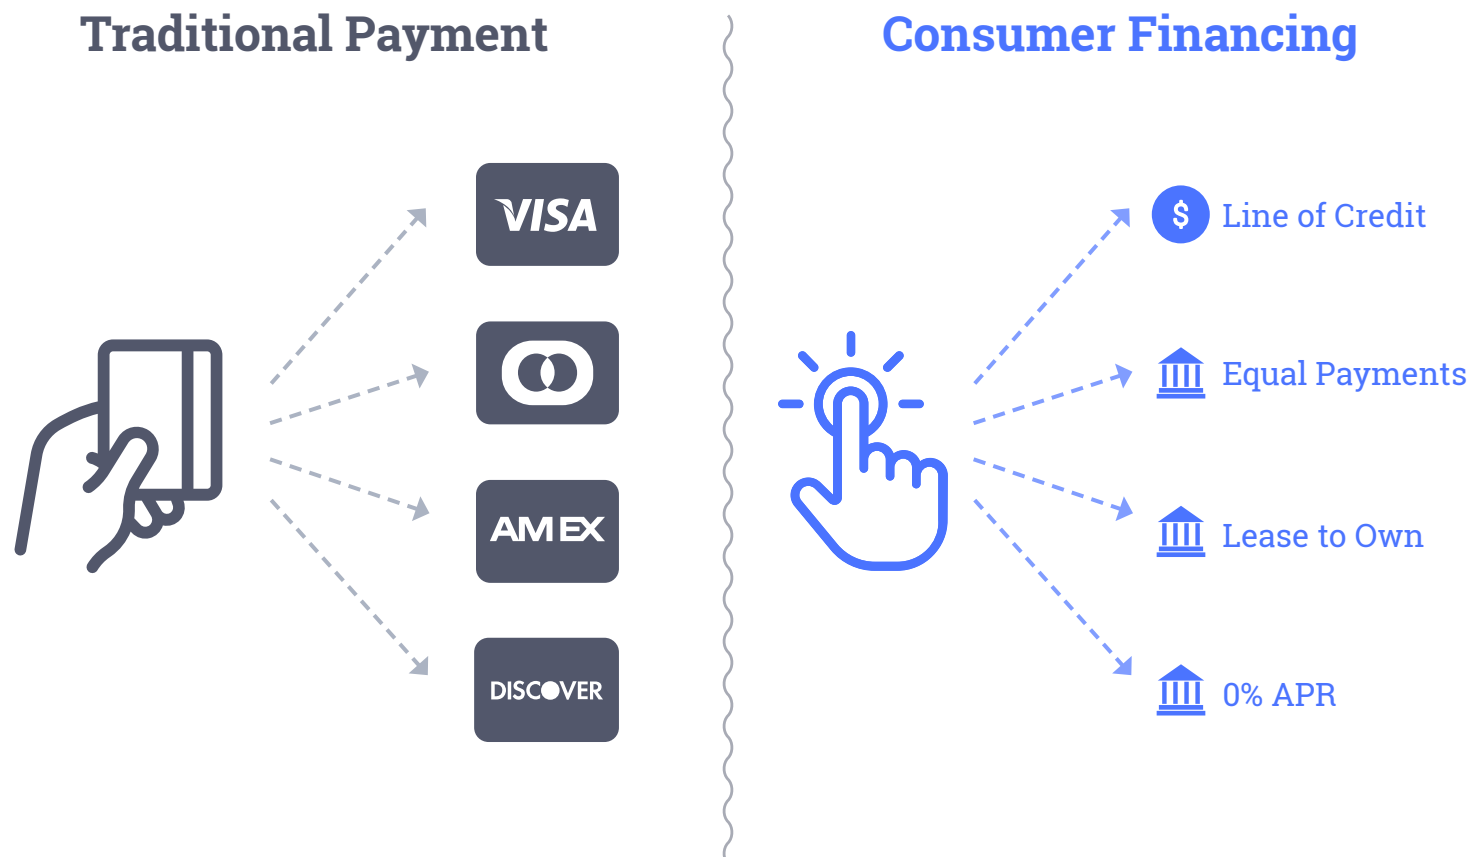 Traditional Payment
Consumer Financing
VISA
AMEX
DISCOVER
$ Line of Credit
Equal Payments
Lease to Own
0% APR